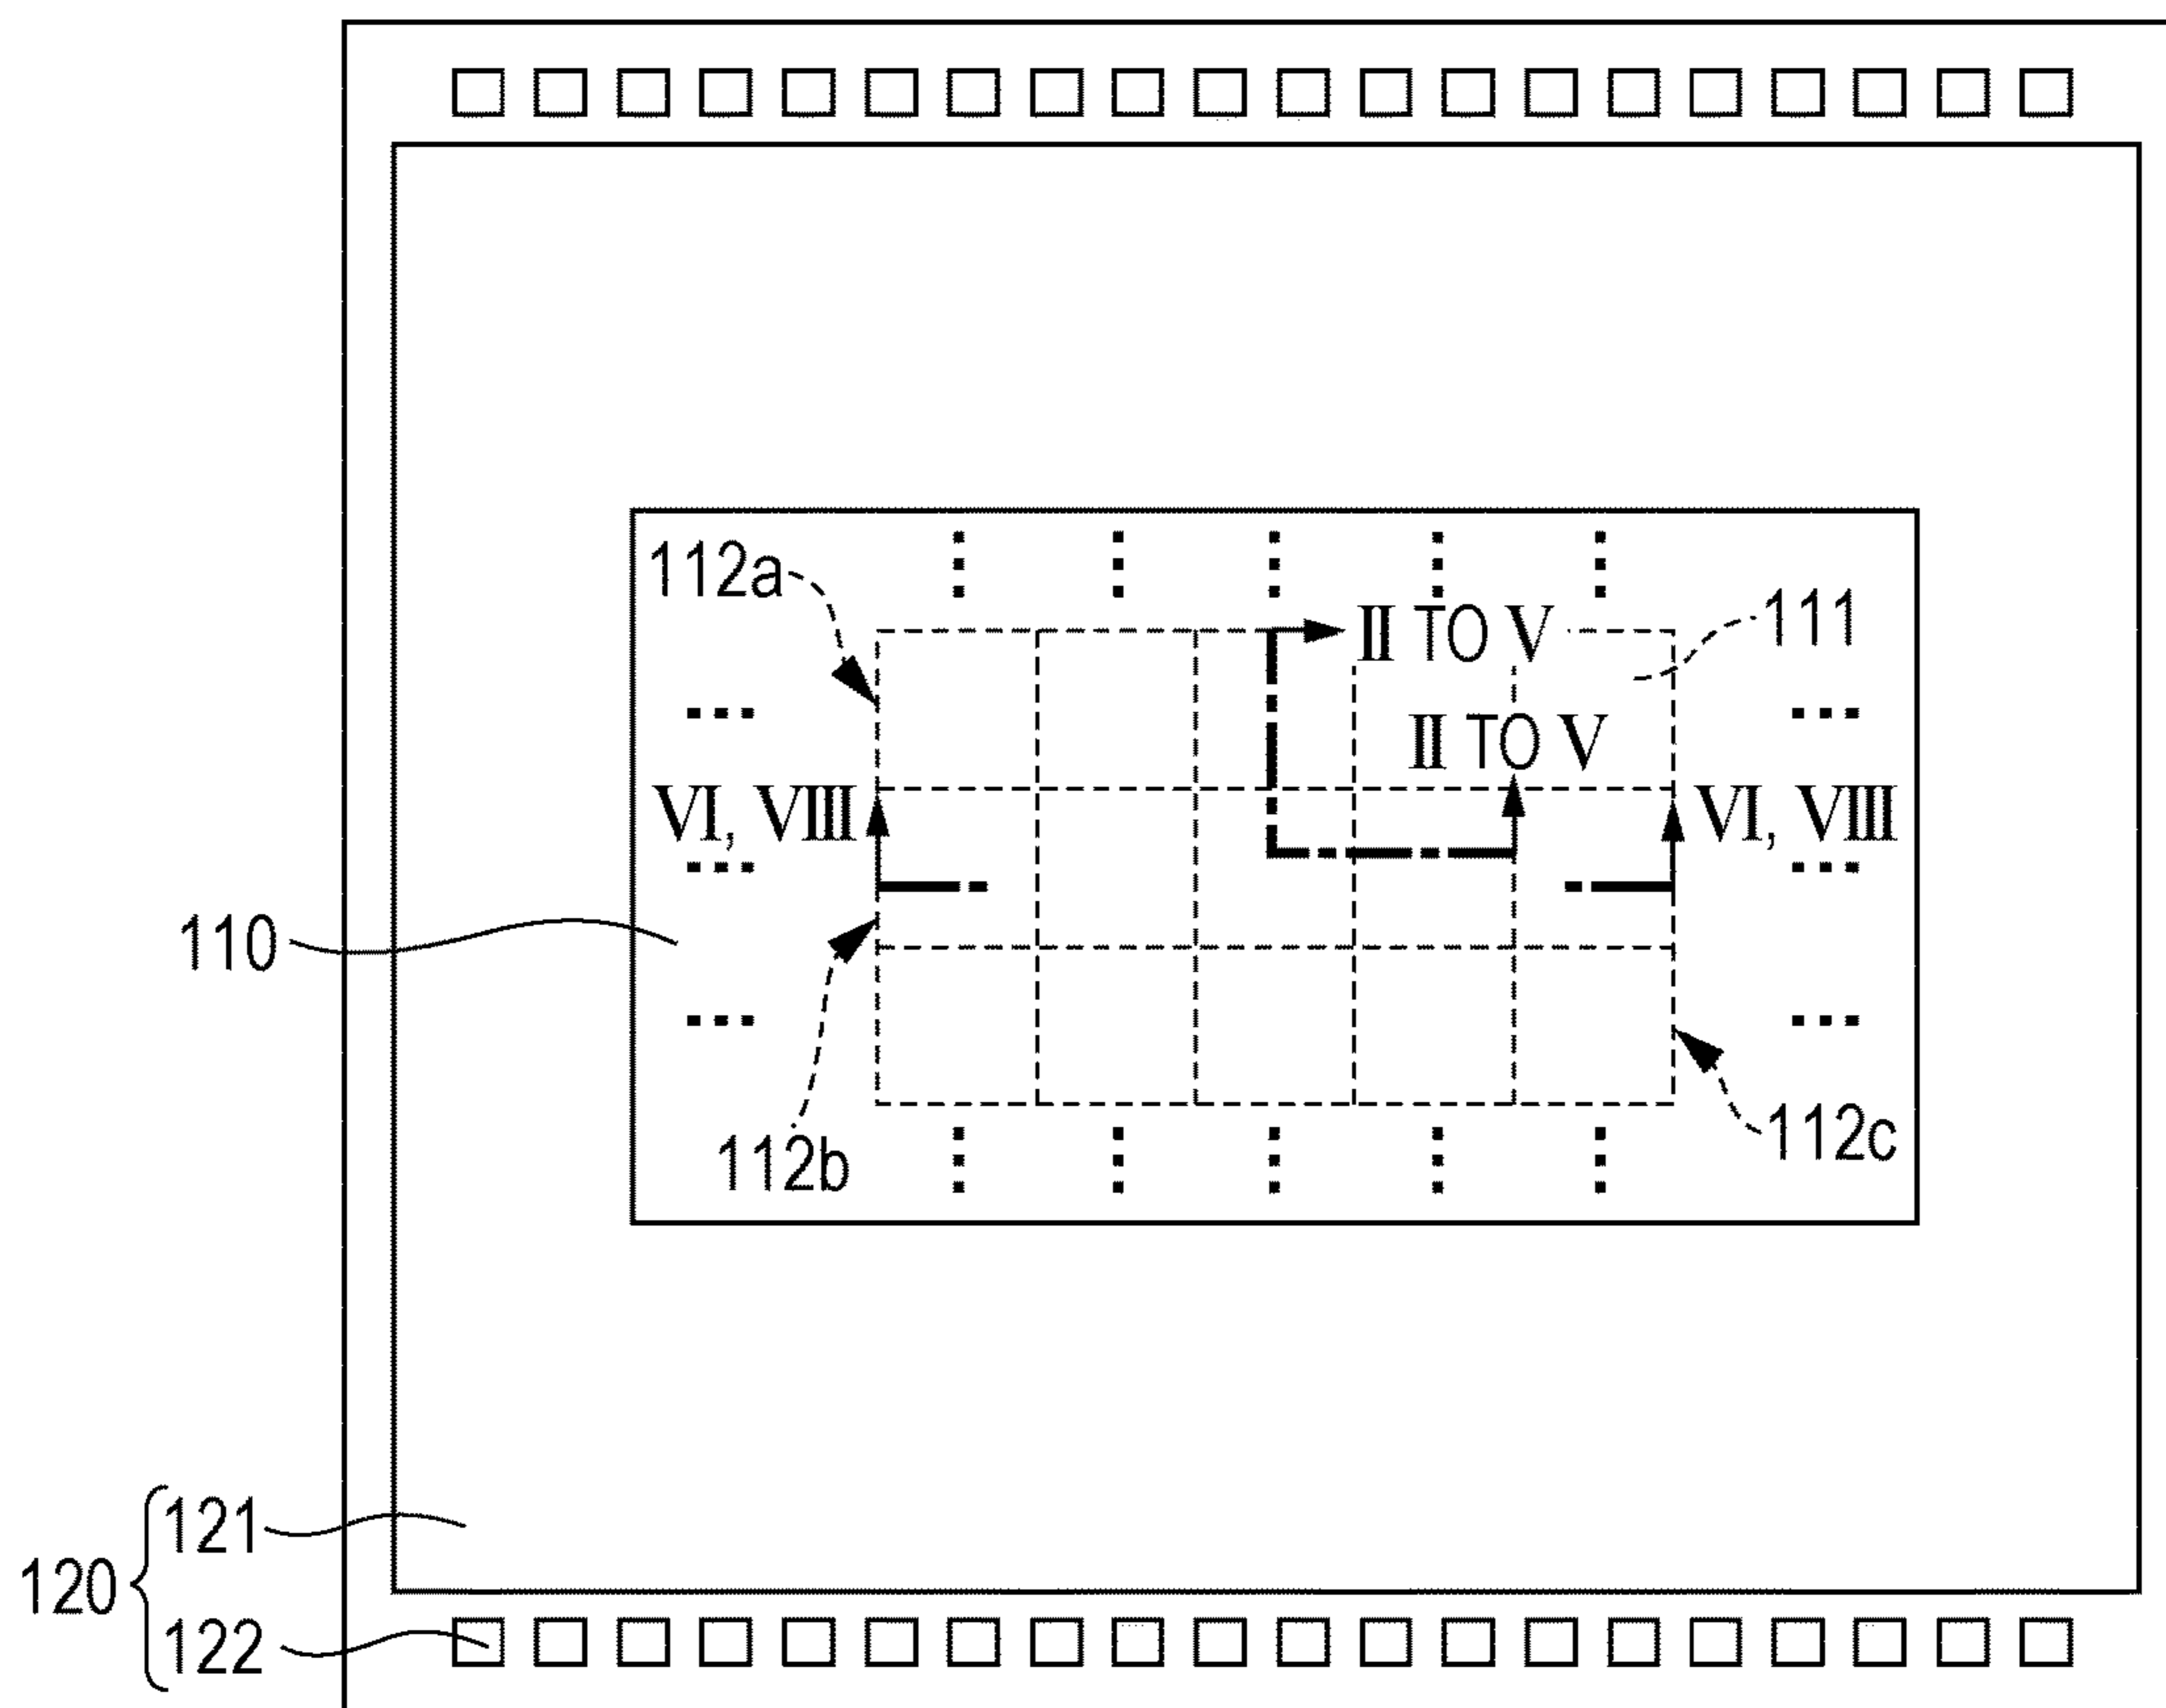 112a
II TO V
111
II TO V
VI, VIII
VI, VIII
110
112b
112c
120
121
122